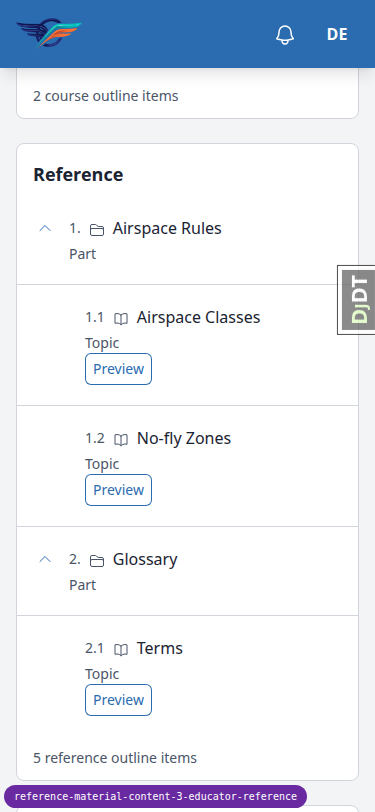 DE
2 course outline items
Reference
1. Airspace Rules
Part
DjDT
1.1 Airspace Classes
Topic
Preview
1.2 No-fly Zones
Topic
Preview
2. Glossary
Part
2.1 Terms
Topic
Preview
5 reference outline items
reference-material-content-3-educator-reference